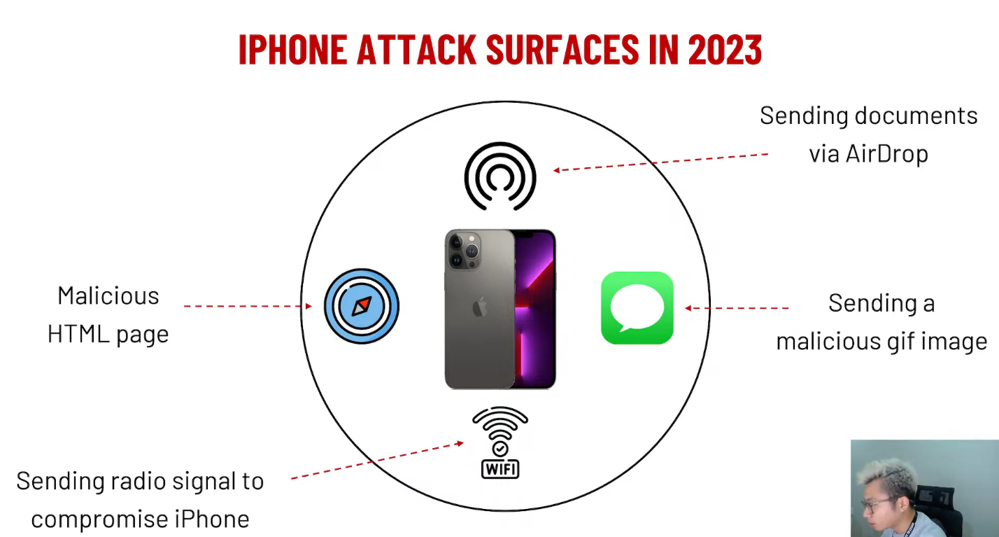 IPHONE ATTACK SURFACES IN 2023
Sending documents
via AirDrop
Malicious
HTML page
Sending a
malicious gif image
WIFI
Sending radio signal to
compromise iPhone